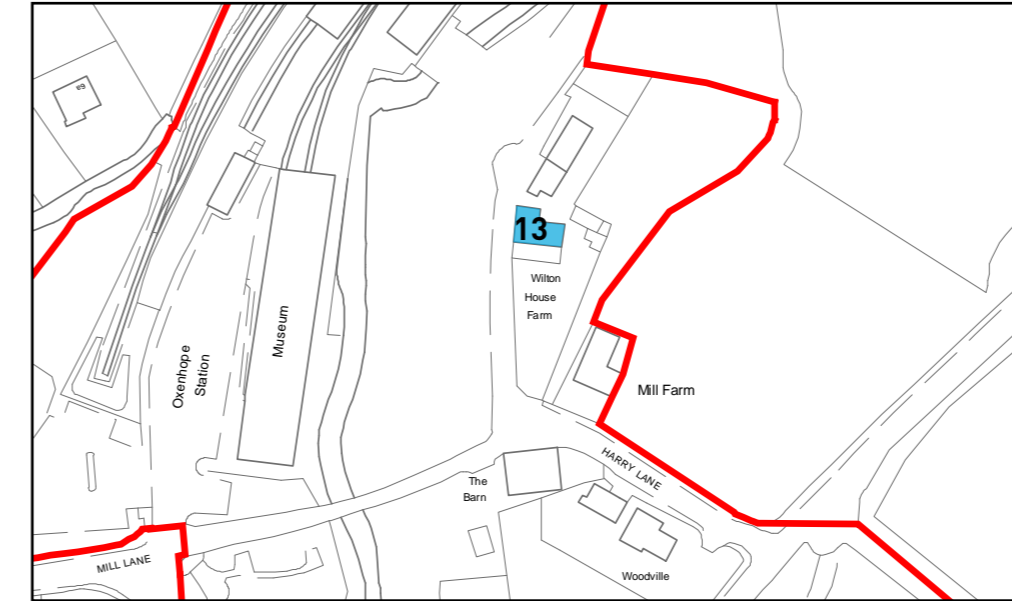 13
Wilton
House
Farm
Museum
Oxenhope
Station
Mill Farm
HARRY LANE
The
Barn
MILL LANE
Woodville